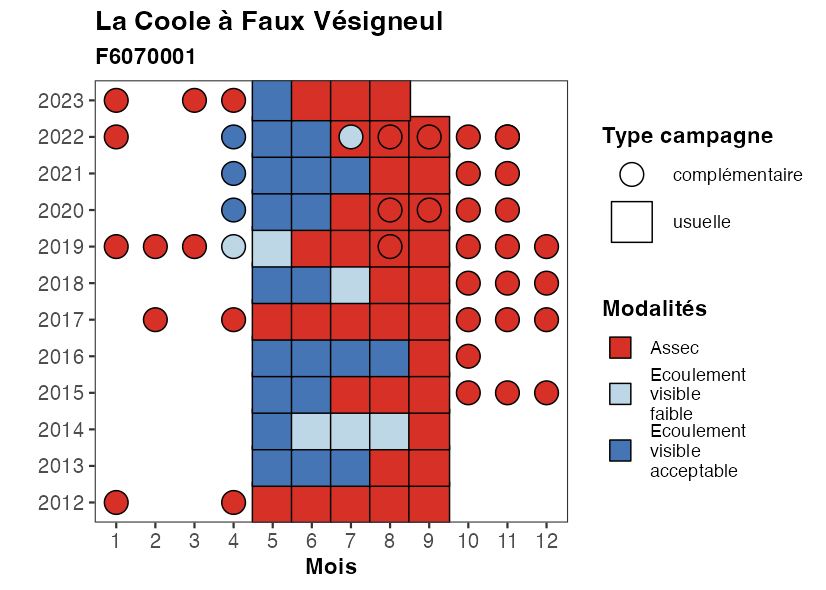 La Coole à Faux Vésigneul
F6070001
2023
2022
2021
2020
2019
2018
2017
2016
2015
2014
2013
2012
1 2 3 4 5 6 7 8 9 10 11 12
Mois
Type campagne
complémentaire
usuelle
Modalités
Assec
Ecoulement
visible
faible
Ecoulement
visible
acceptable